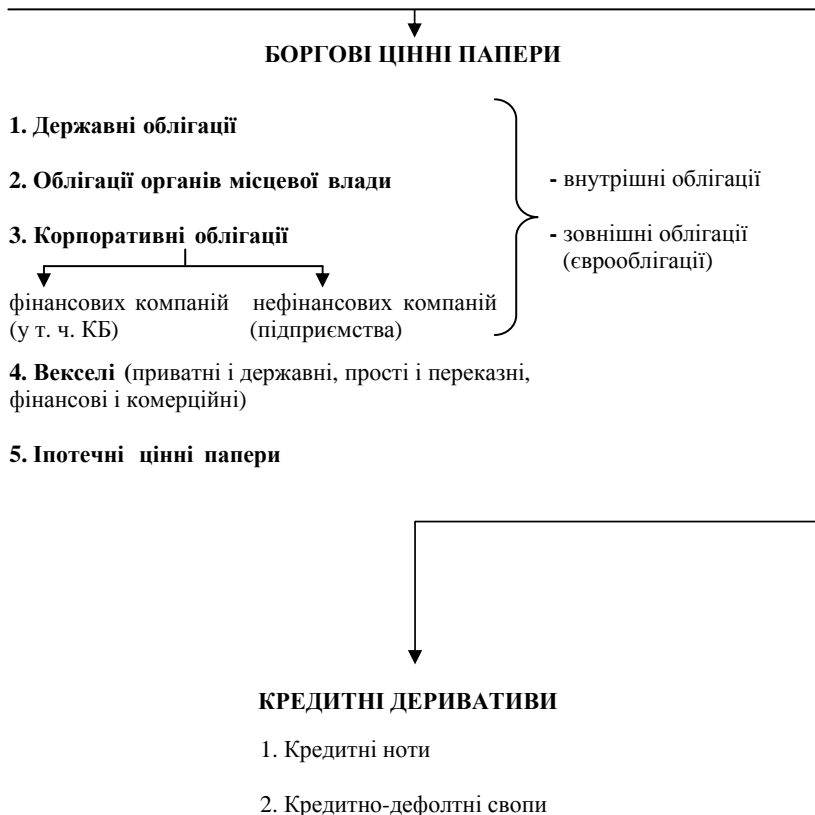 БОРГОВІ ЦІННІ ПАПЕРИ
1. Державні облігації
2. Облігації органів місцевої влади
3. Корпоративні облігації
фінансових компаній
(у т. ч. КБ)
нефінансових компаній
(підприємства)
- внутрішні облігації
- зовнішні облігації
(єврооблігації)
4. Векселі (приватні і державні, прості і переказні,
фінансові і комерційні)
5. Іпотечні цінні папери
КРЕДИТНІ ДЕРИВАТИВИ
1. Кредитні ноти
2. Кредитно-дефолтні свопи